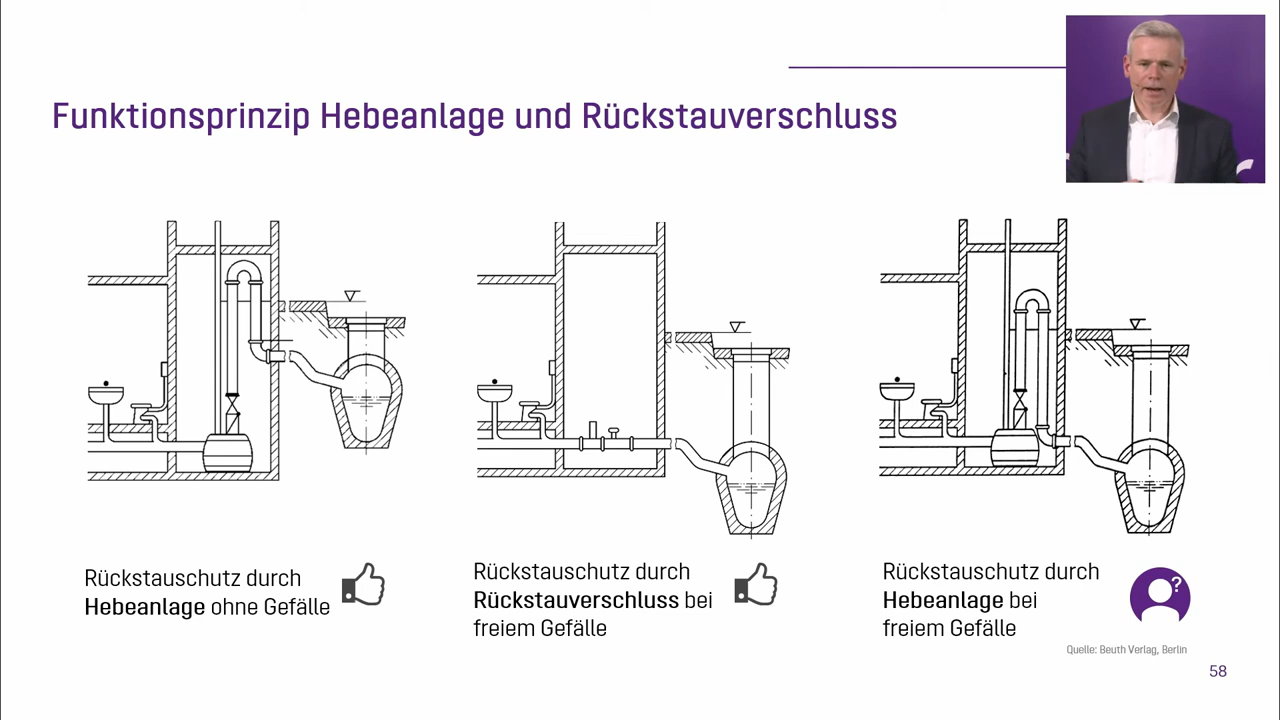 Funktionsprinzip Hebeanlage und Rückstauverschluss
Rückstauschutz durch
Hebeanlage ohne Gefälle
Rückstauschutz durch
Rückstauverschluss bei
freiem Gefälle
Rückstauschutz durch
Hebeanlage bei
freiem Gefälle
?
Quelle: Beuth Verlag, Berlin
58